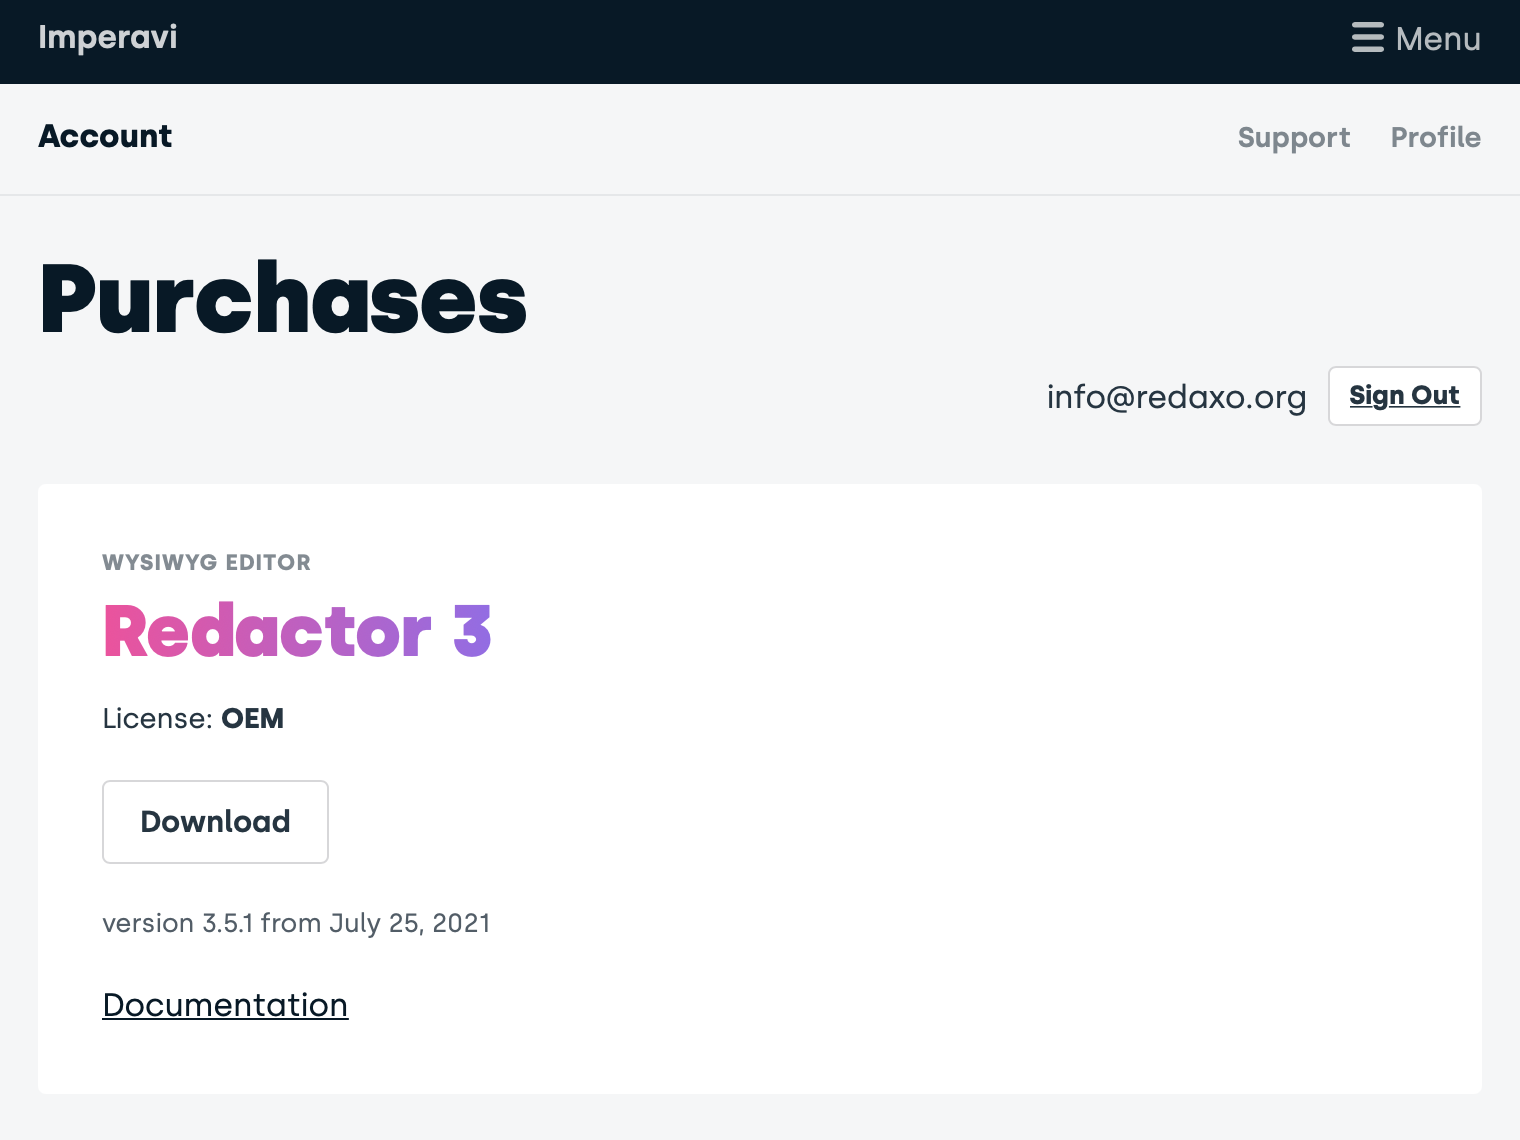 Imperavi
Menu
Account
Support
Profile
Purchases
info@redaxo.org
Sign Out
WYSIWYG EDITOR
Redactor 3
License: OEM
Download
version 3.5.1 from July 25, 2021
Documentation